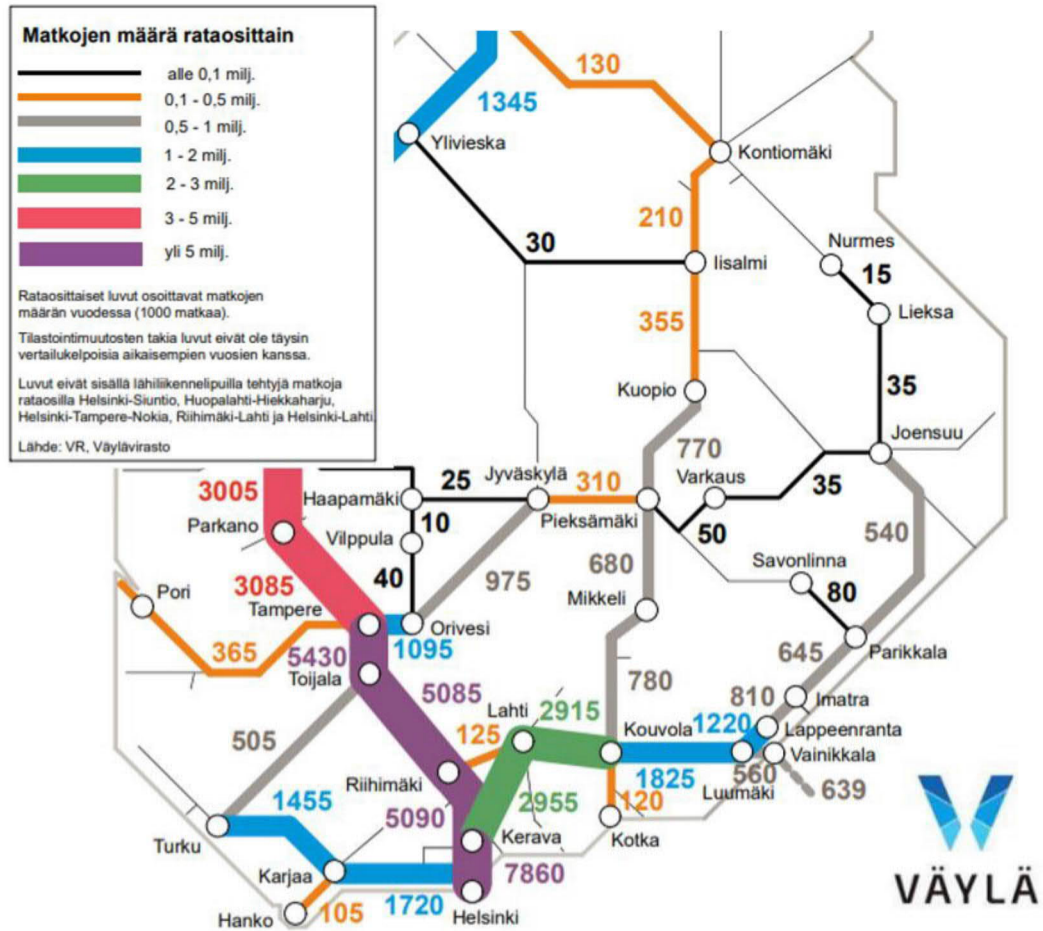 Matkojen määrä rataosittain
alle 0,1 milj.
0,1 - 0,5 milj.
0,5 - 1 milj.
1 - 2 milj.
2 - 3 milj.
3 - 5 milj.
yli 5 milj.
Rataosittaiset luvut osoittavat matkojen
määrän vuodessa (1000 matkaa).
Tilastointimuutosten takia luvut eivät ole täysin
vertailukelpoisia aikaisempien vuosien kanssa.
Luvut eivät sisällä lähiliikennelipuilla tehtyjä matkoja
rataosilla Helsinki-Siuntio, Huopalahti-Hiekkaharju,
Helsinki-Tampere-Nokia, Riihimäki-Lahti ja Helsinki-Lahti.
Lähde: VR, Väylävirasto
130
1345
Ylivieska
Kontiomäki
210
30
Nurmes
Iisalmi
15
Lieksa
355
Kuopio
35
Joensuu
770
3005
Haapamäki
25
Jyväskylä
310
Varkaus
35
Parkano
10
Pieksämäki
50
540
Vilppula
680
Savonlinna
3085
40
975
Mikkeli
80
Pori
Tampere
Orivesi
365
5430
1095
645
Parikkala
Toijala
5085
780
810
Imatra
Lahti
2915
Kouvola
1220
Lappeenranta
505
125
Vainikkala
Riihimäki
1825
560
639
Luumäki
1455
2955
120
5090
Turku
Kerava
Kotka
Karjaa
7860
1720
Hanko
105
Helsinki
VÄYLÄ